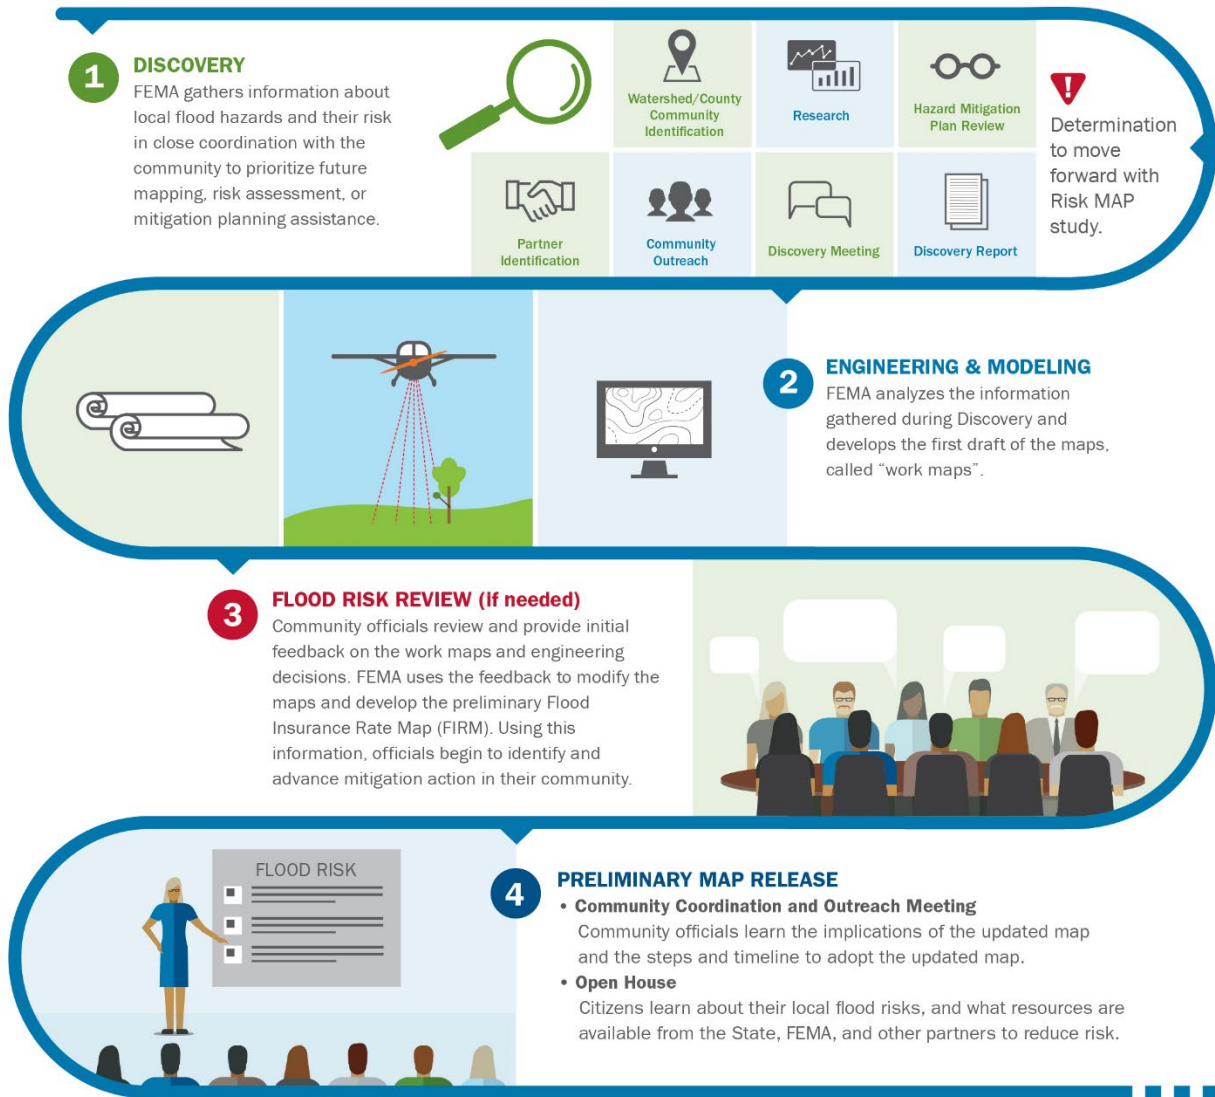 1
DISCOVERY
FEMA gathers information about
local flood hazards and their risk
in close coordination with the
community to prioritize future
mapping, risk assessment, or
mitigation planning assistance.
Watershed/County
Community
Identification
Research
Hazard Mitigation
Plan Review
Partner
Identification
Community
Outreach
Discovery Meeting
Discovery Report
!
Determination
to move
forward with
Risk MAP
study.
2
ENGINEERING & MODELING
FEMA analyzes the information
gathered during Discovery and
develops the first draft of the maps,
called “work maps”.
3
FLOOD RISK REVIEW (if needed)
Community officials review and provide initial
feedback on the work maps and engineering
decisions. FEMA uses the feedback to modify the
maps and develop the preliminary Flood
Insurance Rate Map (FIRM). Using this
information, officials begin to identify and
advance mitigation action in their community.
FLOOD RISK
4
PRELIMINARY MAP RELEASE
• Community Coordination and Outreach Meeting
Community officials learn the implications of the updated map
and the steps and timeline to adopt the updated map.
• Open House
Citizens learn about their local flood risks, and what resources are
available from the State, FEMA, and other partners to reduce risk.